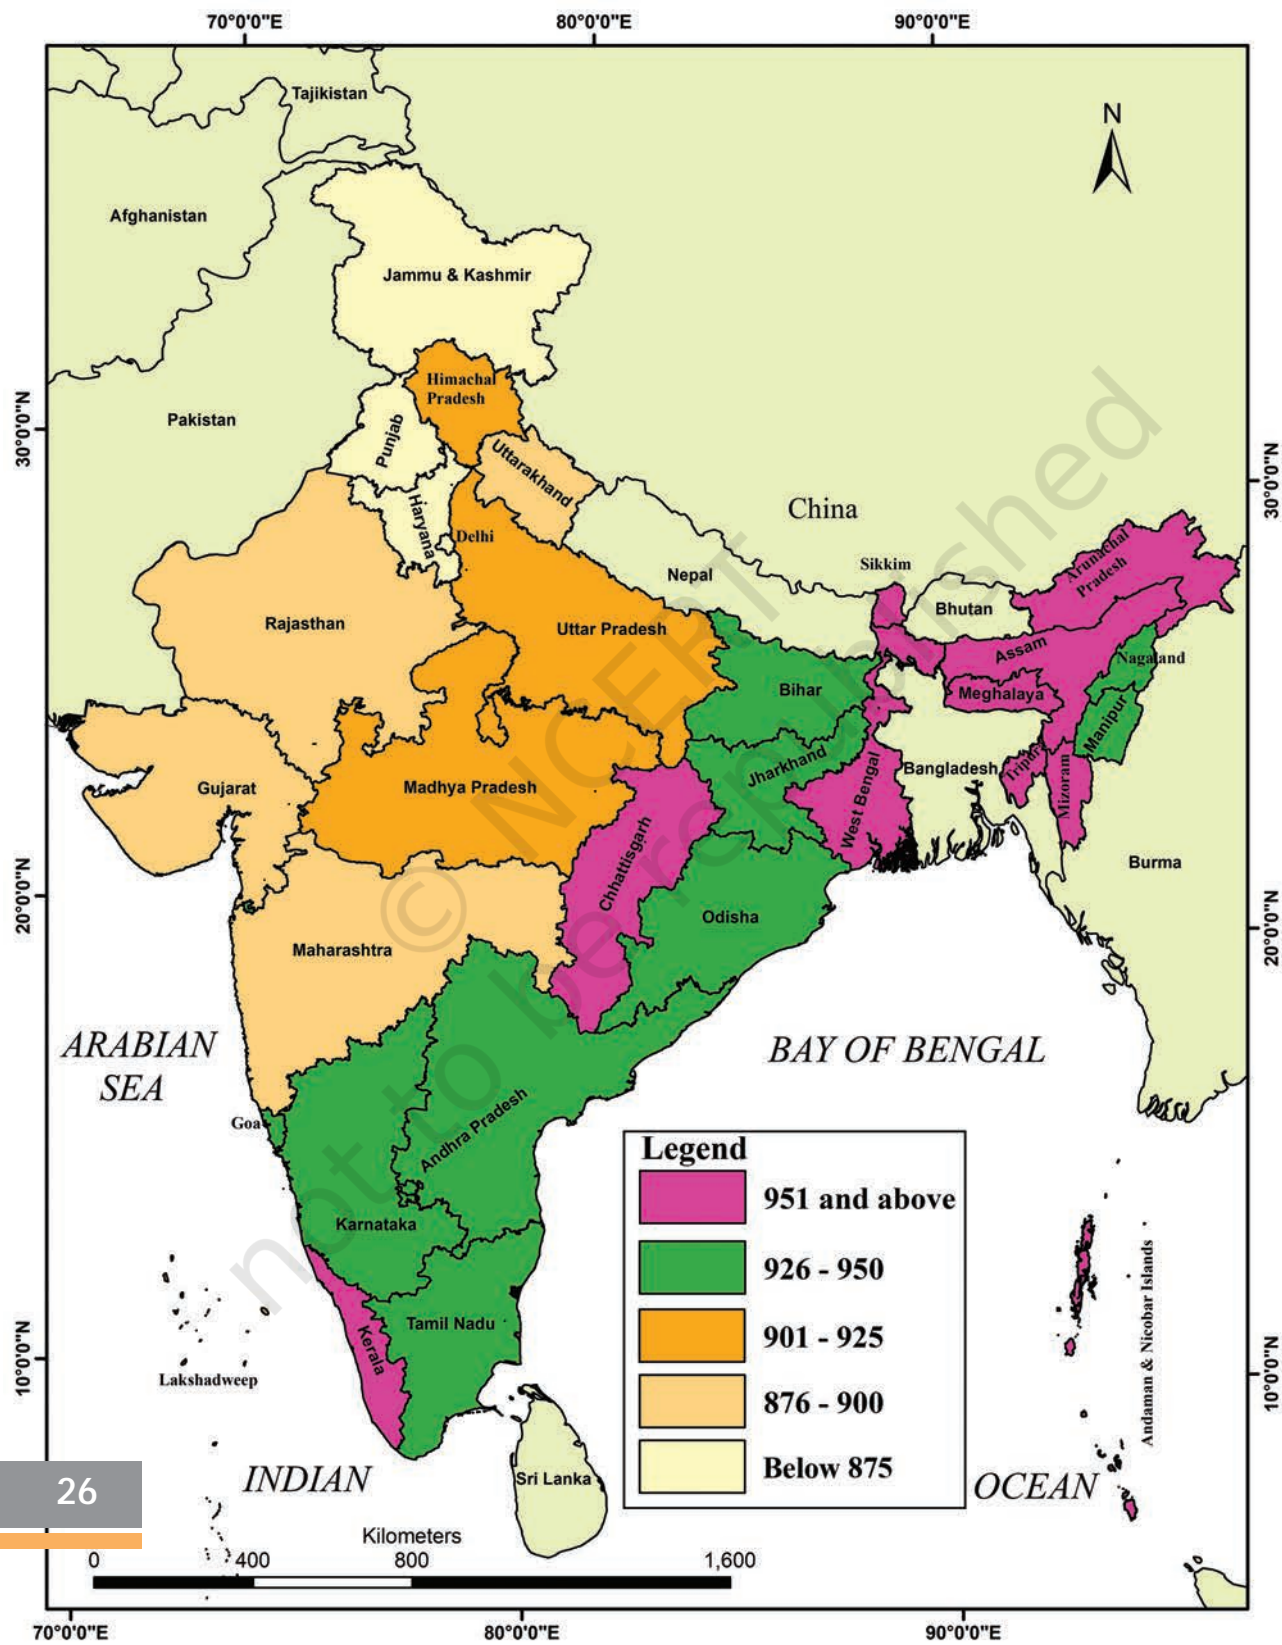 70°0'0"E
80°0'0"E
90°0'0"E
N
Tajikistan
Afghanistan
Jammu & Kashmir
Himachal
Pradesh
Pakistan
Punjab
30°0'0"N
30°0'0"N
Uttarakhand
Haryana
Delhi
China
Nepal
Sikkim
Bhutan
Arunachal
Pradesh
Rajasthan
Uttar Pradesh
Assam
Nagaland
Bihar
Meghalaya
Manipur
Jharkhand
Gujarat
Madhya Pradesh
West Bengal
Bangladesh
Tripura
Mizoram
Chhattisgarh
Burma
20°0'0"N
20°0'0"N
Odisha
Maharashtra
ARABIAN
SEA
BAY OF BENGAL
Goa
Andhra Pradesh
Karnataka
Legend
951 and above
926 - 950
901 - 925
876 - 900
Below 875
Tamil Nadu
Kerala
Lakshadweep
Andaman & Nicobar Islands
10°0'0"N
10°0'0"N
INDIAN
Sri Lanka
OCEAN
26
Kilometers
0
400
800
1,600
70°0'0"E
80°0'0"E
90°0'0"E
© NCERT
not to be republished